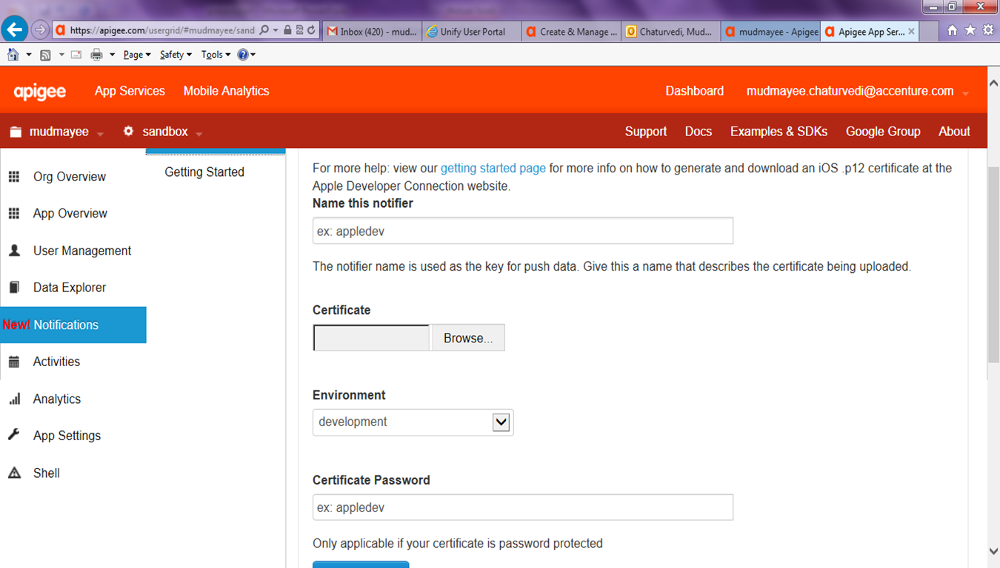 https://apigee.com/usergrid/#mudmayee/sand
Inbox (420) - mud...
Unify User Portal
Create & Manage ...
Chaturvedi, Mud...
mudmayee - Apigee
Apigee App Ser...
Page
Safety
Tools
apigee
App Services
Mobile Analytics
Dashboard
mudmayee.chaturvedi@accenture.com
mudmayee
sandbox
Support
Docs
Examples & SDKs
Google Group
About
Org Overview
App Overview
User Management
Data Explorer
New! Notifications
Activities
Analytics
App Settings
Shell
Getting Started
For more help: view our getting started page for more info on how to generate and download an iOS .p12 certificate at the
Apple Developer Connection website.
Name this notifier
ex: appledev
The notifier name is used as the key for push data. Give this a name that describes the certificate being uploaded.
Certificate
Browse...
Environment
development
Certificate Password
ex: appledev
Only applicable if your certificate is password protected